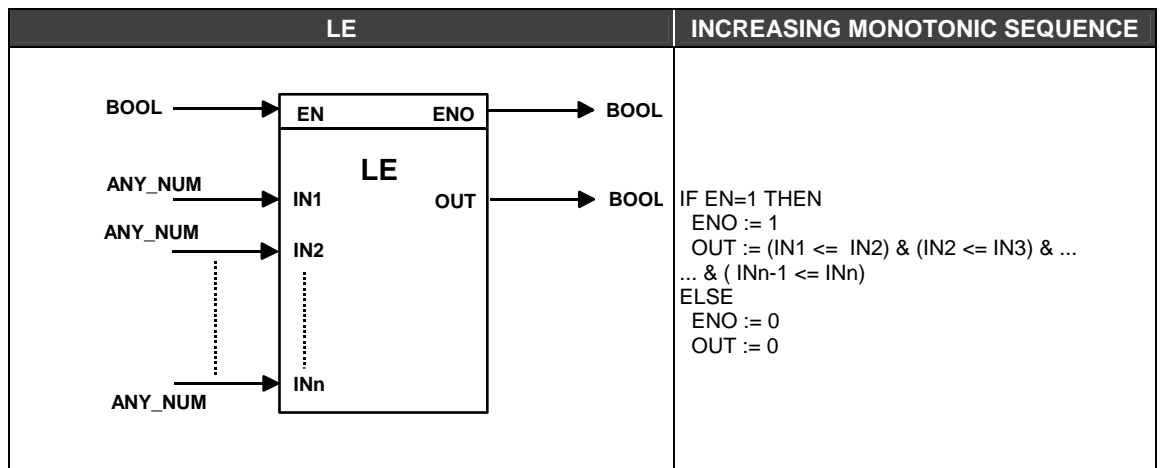 LE
INCREASING MONOTONIC SEQUENCE
BOOL
EN
ENO
BOOL
LE
ANY_NUM
IN1
OUT
BOOL
ANY_NUM
IN2
INn
ANY_NUM
IF EN=1 THEN
ENO := 1
OUT := (IN1 <= IN2) & (IN2 <= IN3) & ...
... & ( INn-1 <= INn)
ELSE
ENO := 0
OUT := 0